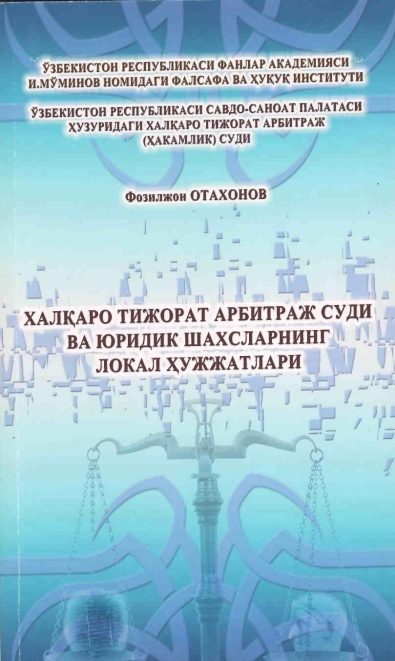 ЎЗБЕКИСТОН РЕСПУБЛИКАСИ ФАНЛАР АКАДЕМИЯСИ
И.МЎМИНОВ НОМИДАГИ ФАЛСАФА ВА ҲУҚУҚ ИНСТИТУТИ
ЎЗБЕКИСТОН РЕСПУБЛИКАСИ САВДО-САНОАТ ПАЛАТАСИ
ҲУЗУРИДАГИ ХАЛҚАРО ТИЖОРАТ АРБИТРАЖ
(ҲАКАМЛИК) СУДИ
Фозилжон ОТАХОНОВ
ХАЛҚАРО ТИЖОРАТ АРБИТРАЖ СУДИ
ВА ЮРИДИК ШАХСЛАРНИНГ
ЛОКАЛ ҲУЖЖАТЛАРИ